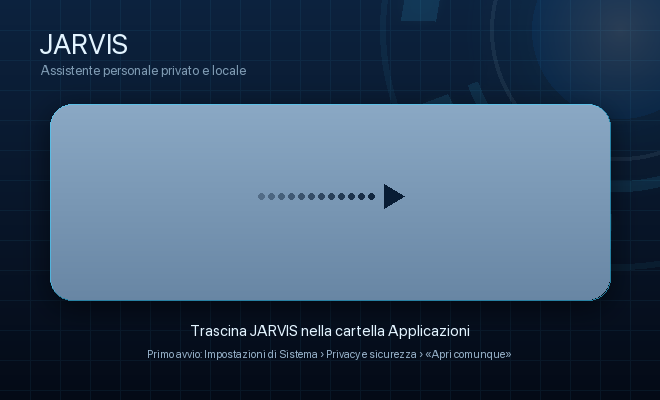 JARVIS
Assistente personale privato e locale
Trascina JARVIS nella cartella Applicazioni
Primo avvio: Impostazioni di Sistema › Privacy e sicurezza › «Apri comunque»